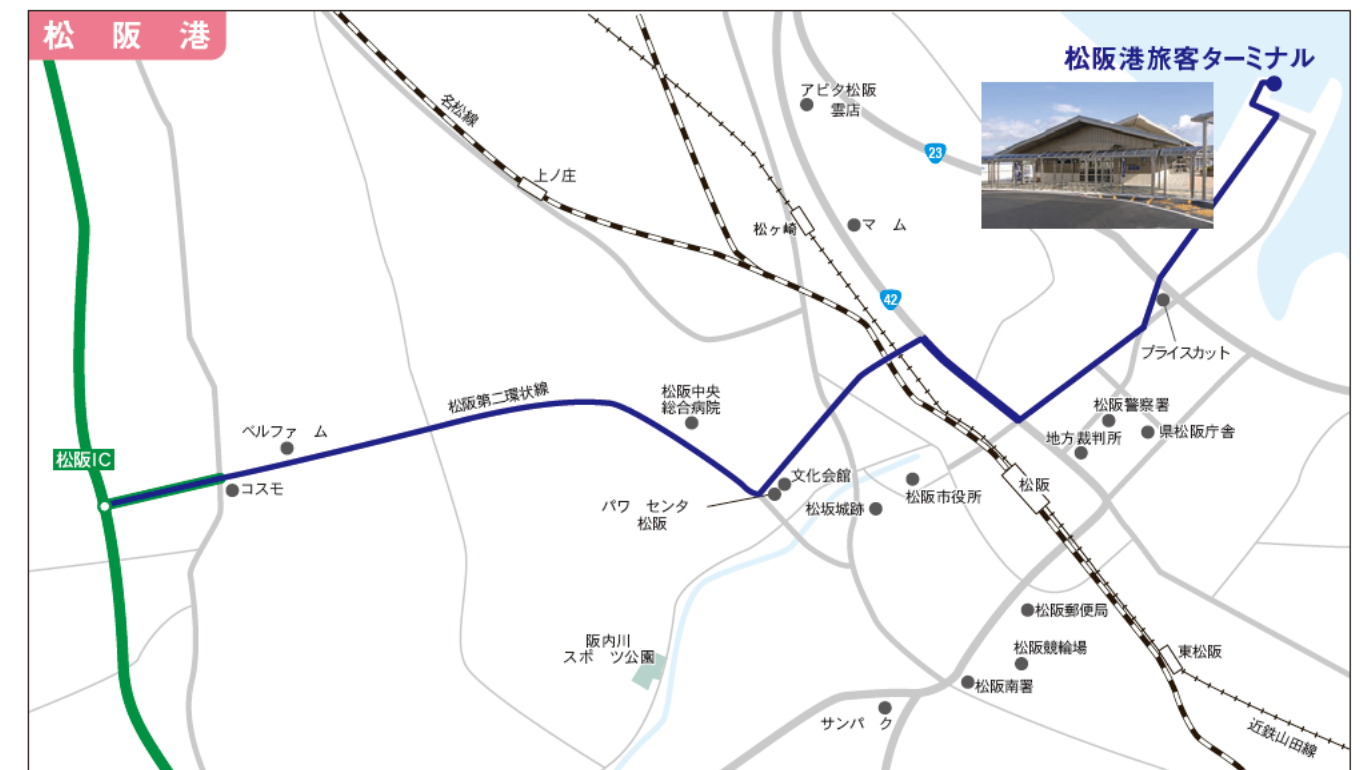 松 阪 港
松阪港旅客ターミナル
アピタ松阪
雲店
名松線
23
上ノ庄
松ヶ崎
マ ム
42
プライスカット
松阪中央
総合病院
松阪第二環状線
松阪警察署
ベルファ ム
地方裁判所
県松阪庁舎
松阪IC
コスモ
文化会館
松阪
パワ センタ
松阪
松坂城跡
松阪市役所
松阪郵便局
阪内川
スポ ツ公園
松阪競輪場
東松阪
松阪南署
サンパ ク
近鉄山田線